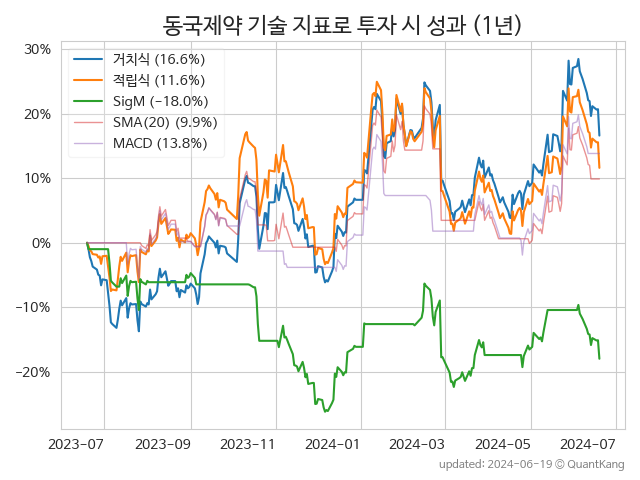 동국제약 기술 지표로 투자 시 성과 (1년)
30%
20%
10%
0%
−10%
−20%
거치식 (16.6%)
적립식 (11.6%)
SigM (−18.0%)
SMA(20) (9.9%)
MACD (13.8%)
2023-07 2023-09 2023-11 2024-01 2024-03 2024-05 2024-07
updated: 2024-06-19 ⓒ QuantKang